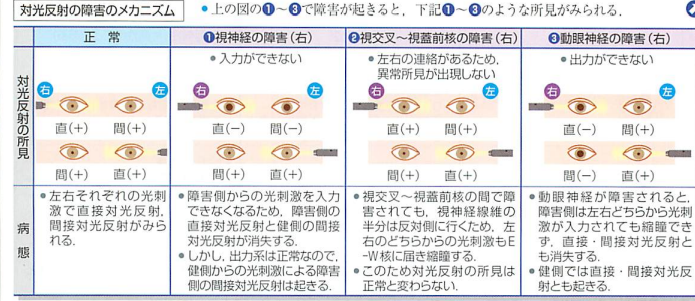 対光反射の障害のメカニズム
●上の図の❶～❸で障害が起きると，下記❶～❸のような所見がみられる．
正常
❶視神経の障害(右)
❷視交叉～視蓋前核の障害(右)
❸動眼神経の障害(右)
対光反射の所見
●入力ができない
●左右の連絡があるため，
異常所見が出現しない
●出力ができない
右 左
右 左
右 左
右 左
直(+) 間(+)
直(−) 間(−)
直(+) 間(+)
直(−) 間(+)
間(+) 直(+)
間(+) 直(+)
間(+) 直(+)
間(−) 直(+)
病態
●左右それぞれの光刺
激で直接対光反射，
間接対光反射がみら
れる．
●障害側からの光刺激を入力
できなくなるため，障害側の
直接対光反射と健側の間接
対光反射が消失する．
●しかし，出力系は正常なので，
健側からの光刺激による障害
側の間接対光反射は起きる．
●視交叉～視蓋前核の間で障
害されても，視神経線維の
半分は反対側に行くため，左
右のどちらからの光刺激もE
-W核に届き縮瞳する．
●このため対光反射の所見は
正常と変わらない．
●動眼神経が障害されると，
障害側は左右どちらから光刺
激が入力されても縮瞳でき
ず，直接・間接対光反射と
も消失する．
●健側では直接・間接対光反
射とも起きる．